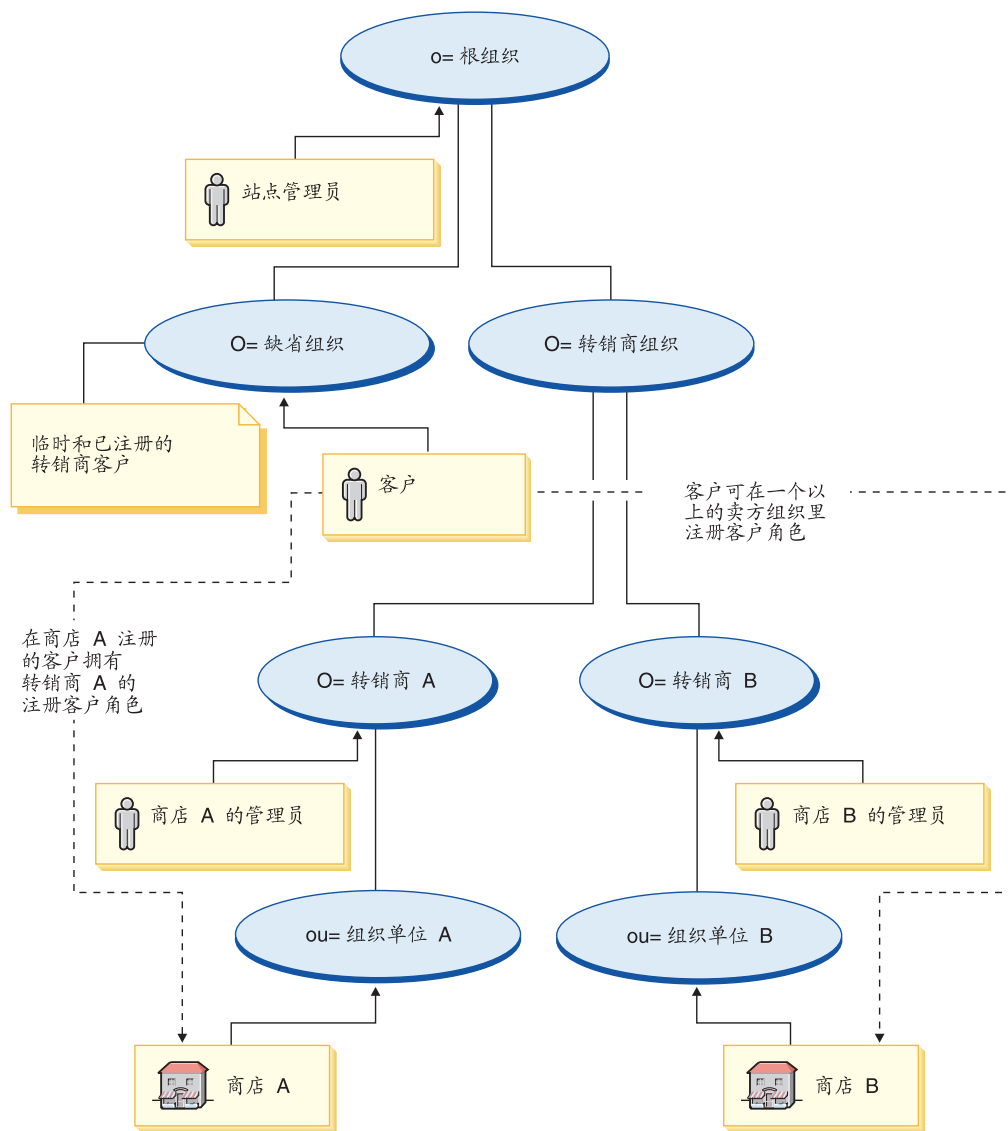 o= 根组织
站点管理员
O= 缺省组织
O= 转销商组织
临时和已注册的
转销商客户
客户
客户可在一个以
上的卖方组织里
注册客户角色
在商店 A 注册
的客户拥有
转销商 A 的
注册客户角色
O= 转销商 A
O= 转销商 B
商店 A 的管理员
商店 B 的管理员
ou= 组织单位 A
ou= 组织单位 B
商店 A
商店 B